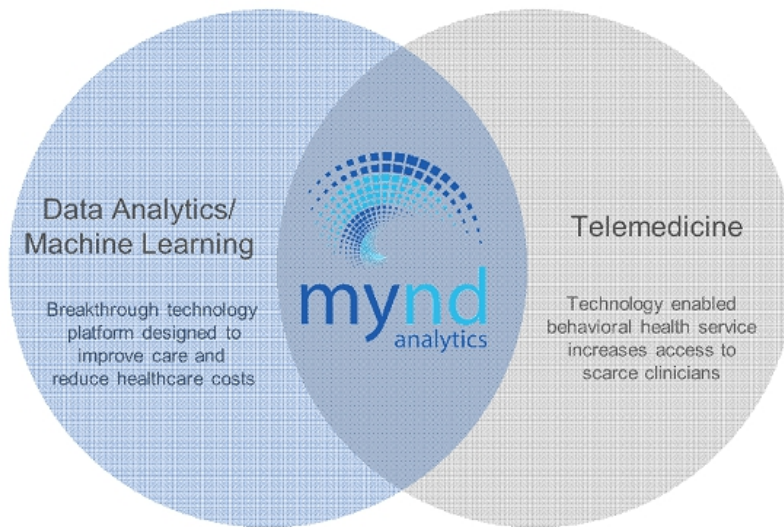 Data Analytics/
Machine Learning
Breakthrough technology
platform designed to
improve care and
reduce healthcare costs
mynd
analytics
Telemedicine
Technology enabled
behavioral health service
increases access to
scarce clinicians